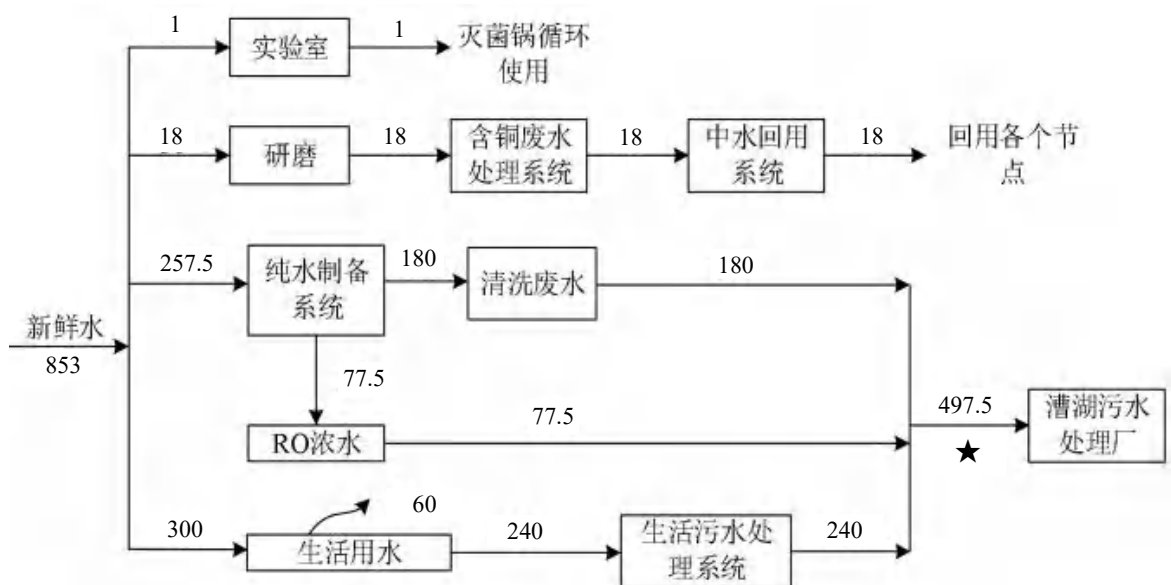 1
实验室
1
灭菌锅循环
使用
18
研磨
18
含铜废水
处理系统
18
中水回用
系统
18
回用各个节
点
257.5
纯水制备
系统
180
清洗废水
180
新鲜水
853
77.5
RO浓水
77.5
497.5
★
漕湖污水
处理厂
300
生活用水
60
240
生活污水处
理系统
240